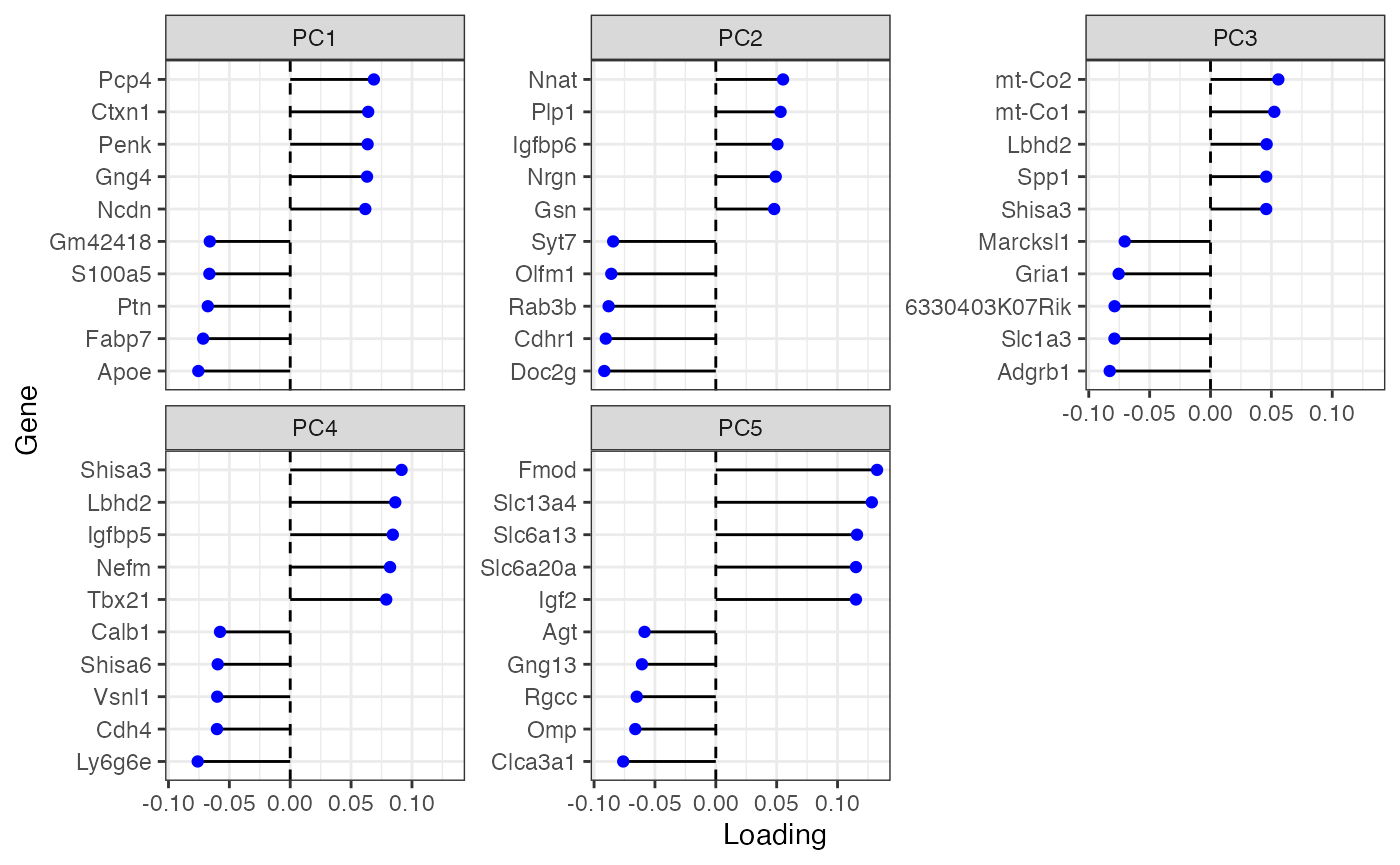 PC1
Pcp4
Ctxn1
Penk
Gng4
Ncdn
Gm42418
S100a5
Ptn
Fabp7
Apoe
PC2
Nnat
Plp1
Igfbp6
Nrgn
Gsn
Syt7
Olfm1
Rab3b
Cdhr1
Doc2g
PC3
mt-Co2
mt-Co1
Lbhd2
Spp1
Shisa3
Marcksl1
Gria1
6330403K07Rik
Slc1a3
Adgrb1
-0.10 -0.05 0.00 0.05 0.10
Gene
PC4
Shisa3
Lbhd2
Igfbp5
Nefm
Tbx21
Calb1
Shisa6
Vsnl1
Cdh4
Ly6g6e
-0.10 -0.05 0.00 0.05 0.10
PC5
Fmod
Slc13a4
Slc6a13
Slc6a20a
Igf2
Agt
Gng13
Rgcc
Omp
Clca3a1
-0.10 -0.05 0.00 0.05 0.10
Loading